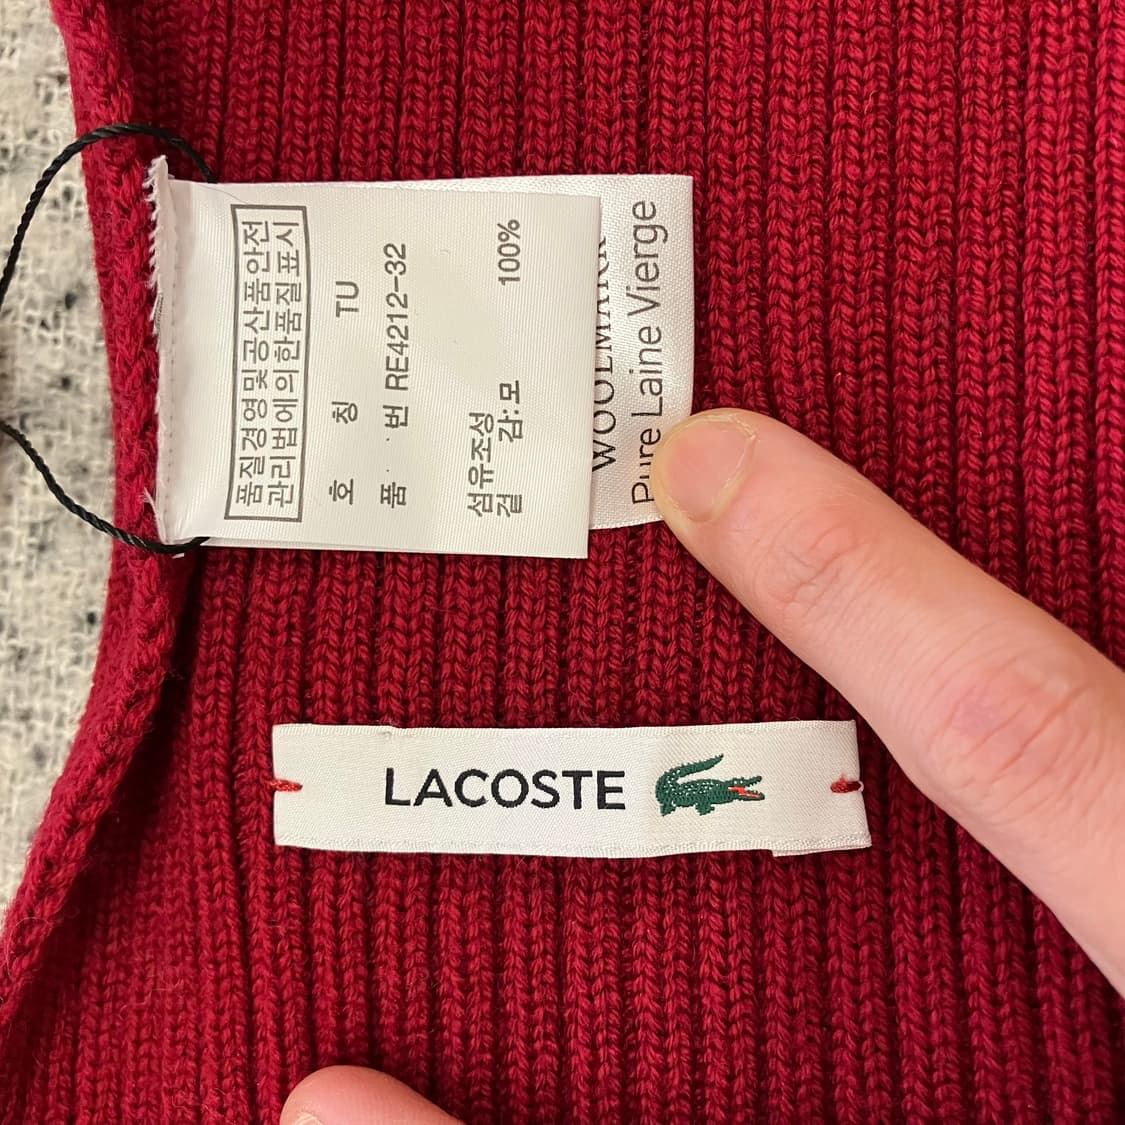 품질경영및공산품안전
관리법에의한품질표시
호 칭 TU
품 번 RE4212-32
섬유조성
겉 감: 모 100%
WOOLMARK
Pure Laine Vierge
LACOSTE